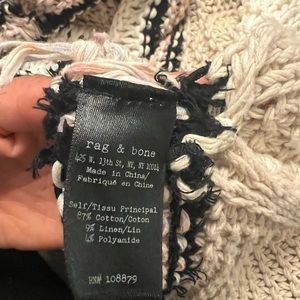 rag & bone
425 W. 13th St, NY, NY 10014
Made in China/
Fabriqué en Chine
Self/Tissu Principal
87% Cotton/Coton
9% Linen/Lin
4% Polyamide
RN# 108879